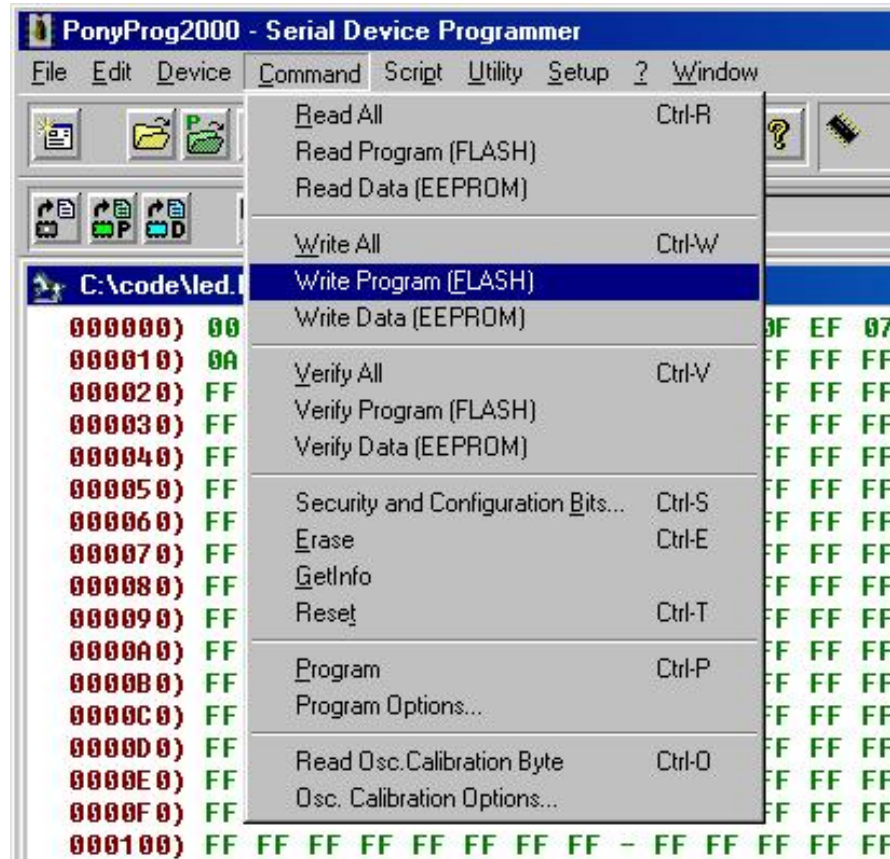 PonyProg2000 - Serial Device Programmer
File Edit Device Command Script Utility Setup ? Window
Read All Ctrl-R
Read Program (FLASH)
Read Data (EEPROM)
P D
Write All Ctrl-W
C:\code\led. Write Program (FLASH)
000000) 00 Write Data (EEPROM) 0F EF 07
000010) 0A Verify All Ctrl-V FF FF FF
000020) FF FF FF FF
000030) FF Verify Program (FLASH) FF FF FF
000040) FF Verify Data (EEPROM) FF FF FF
000050) FF Security and Configuration Bits... Ctrl-S FF FF FF
000060) FF Erase Ctrl-E FF FF FF
000070) FF GetInfo FF FF FF
000080) FF FF FF FF
000090) FF Reset Ctrl-T FF FF FF
0000A0) FF Program Ctrl-P FF FF FF
0000B0) FF FF FF FF
0000C0) FF Program Options... FF FF FF
0000D0) FF Read Osc.Calibration Byte Ctrl-O FF FF FF
0000E0) FF Osc. Calibration Options... FF FF FF
0000F0) FF FF FF FF
000100) FF FF FF FF FF FF FF FF - FF FF FF FF FF